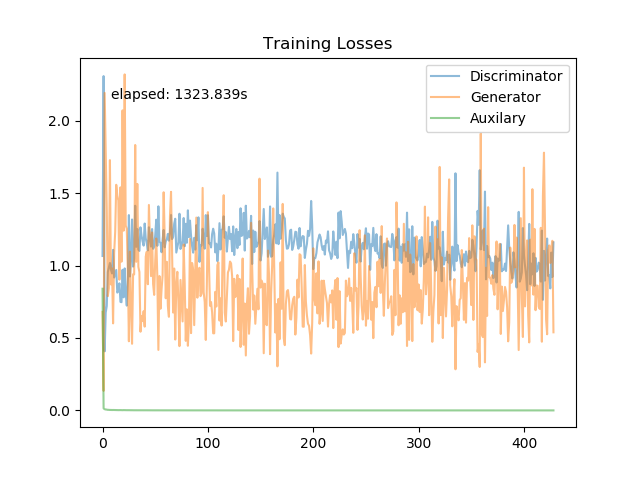 Training Losses
elapsed: 1323.839s
Discriminator
Generator
Auxilary
2.0
1.5
1.0
0.5
0.0
0 100 200 300 400